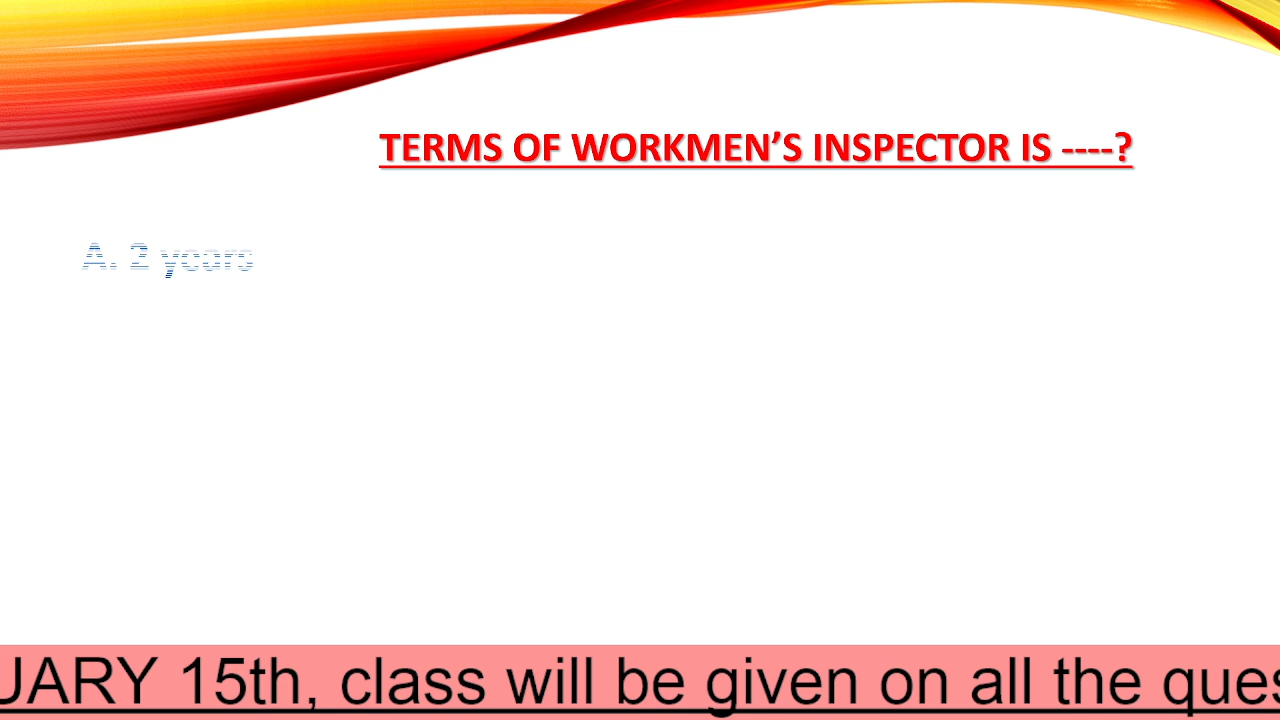 TERMS OF WORKMEN’S INSPECTOR IS ----?
A. 2 years
UARY 15th, class will be given on all the ques